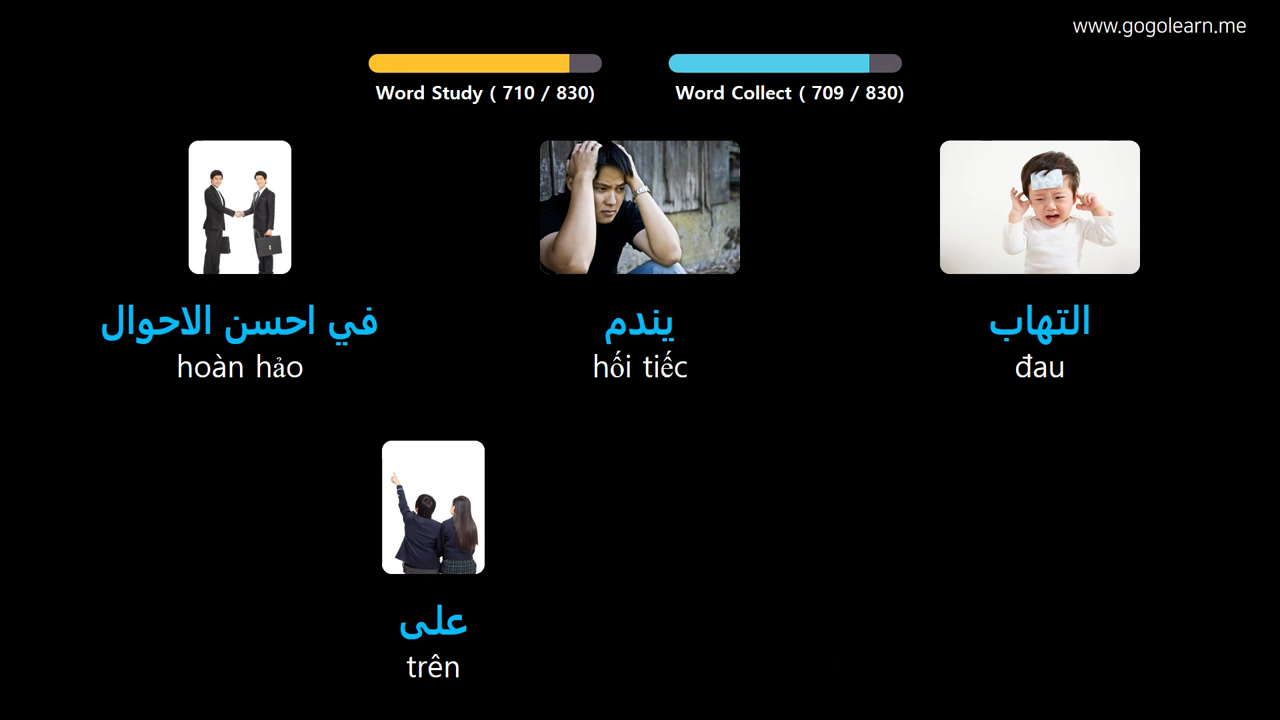 www.gogolearn.me
Word Study ( 710 / 830)
Word Collect ( 709 / 830)
في احسن الاحوال
hoàn hảo
يندم
hối tiếc
التهاب
đau
على
trên